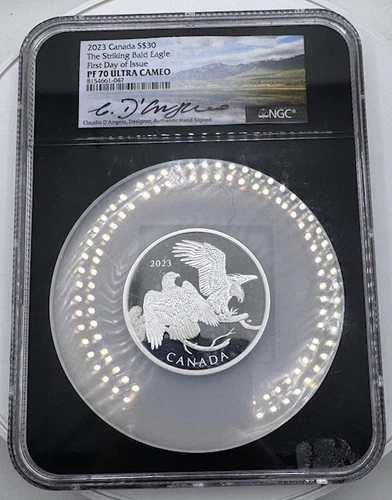 2023 Canada S$30
The Striking Bald Eagle
First Day of Issue
PF 70 ULTRA CAMEO
8154661-047
C. D'Angelo
Claudio D'Angelo, Designer, Authentic Hand-Signed
NGC
2023
CANADA